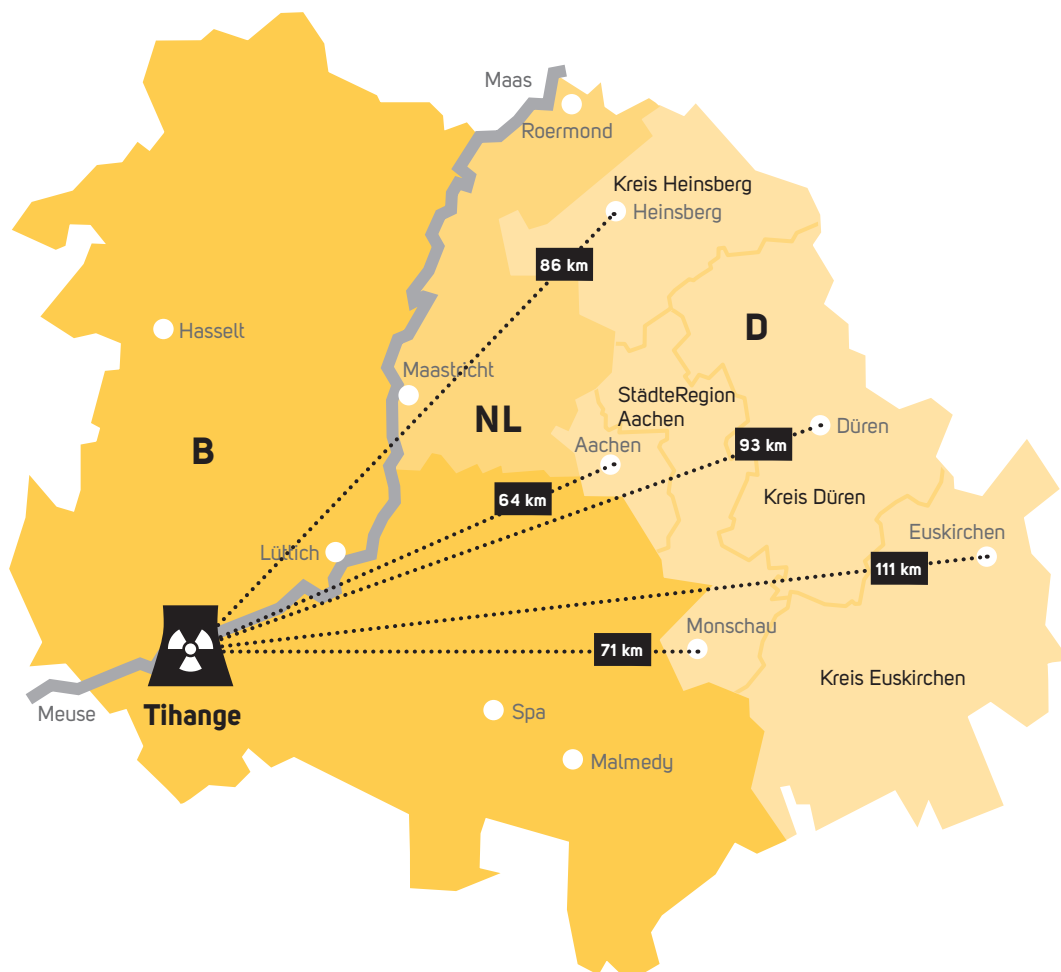 Maas
Roermond
Kreis Heinsberg
Heinsberg
86 km
D
Hasselt
Maastricht
StädteRegion
Aachen
NL
Düren
93 km
Aachen
B
64 km
Kreis Düren
Euskirchen
Lüttich
111 km
Monschau
71 km
Kreis Euskirchen
Meuse
Tihange
Spa
Malmedy